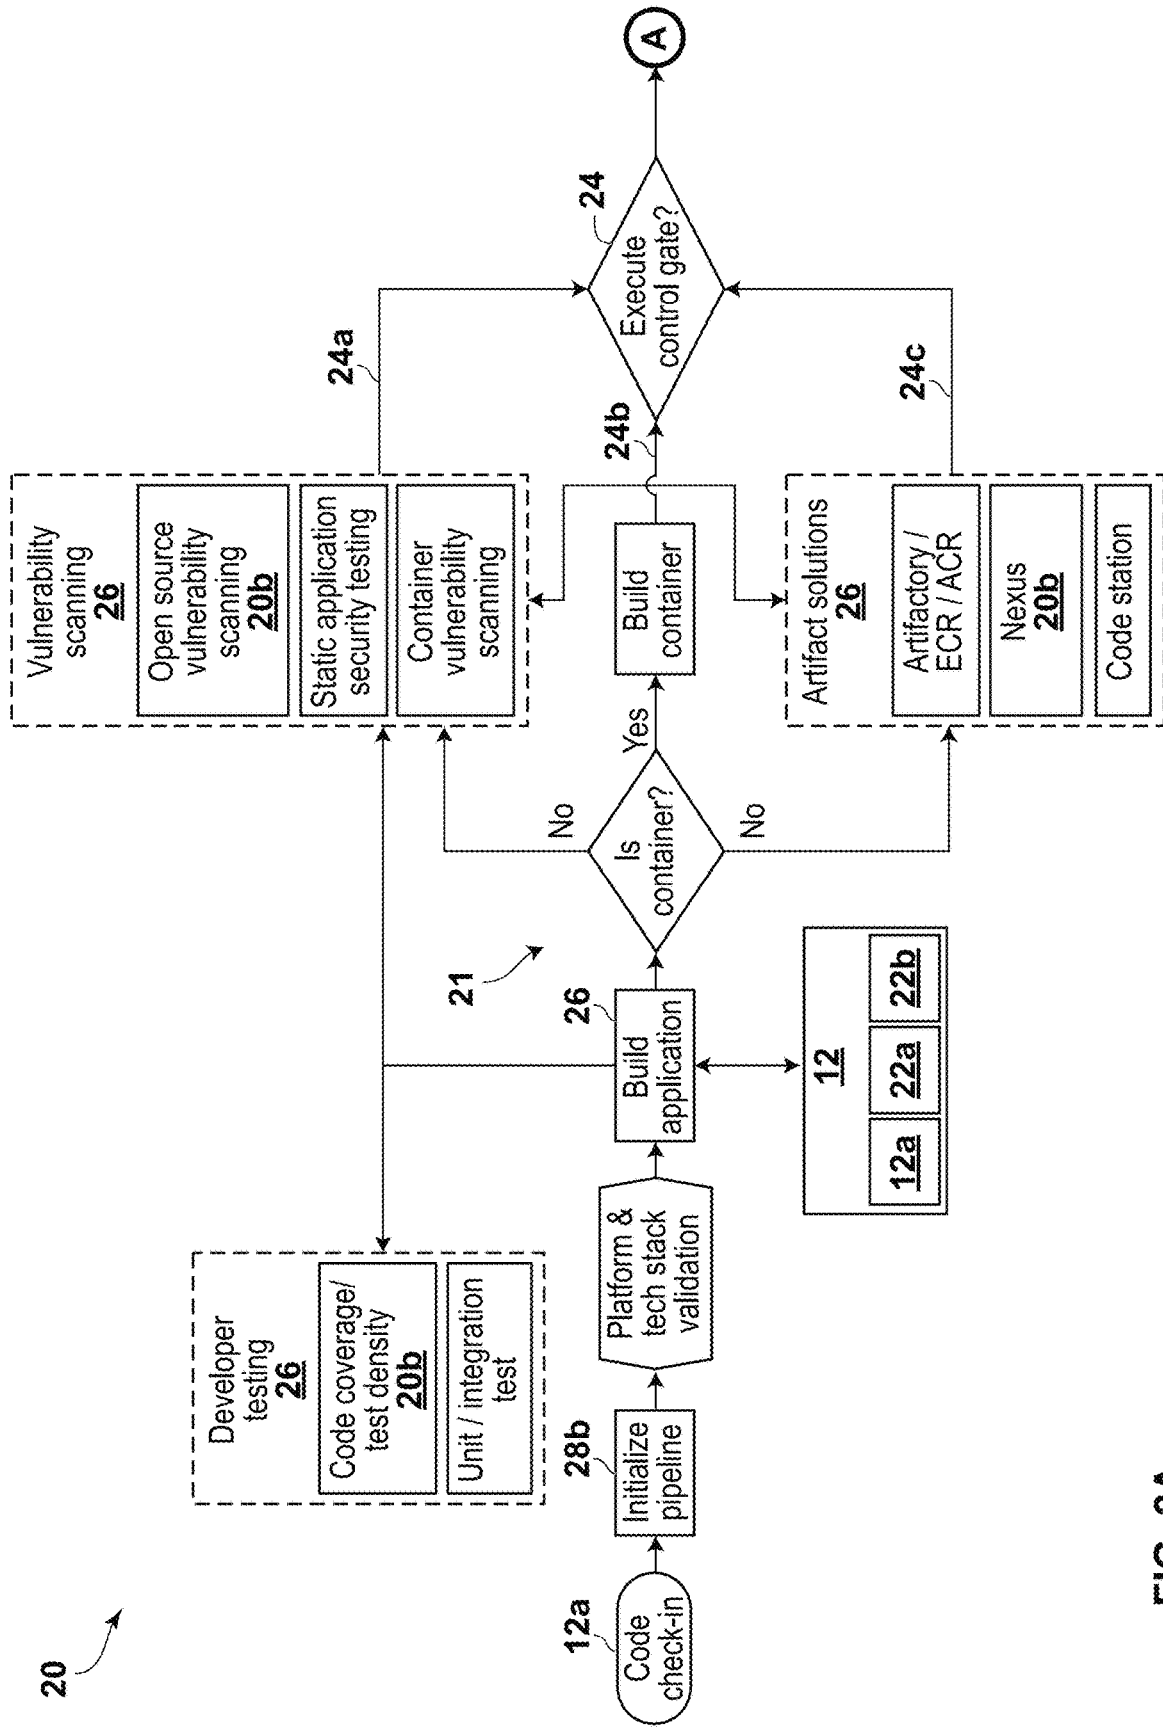 20
Vulnerability
scanning
26
Open source
vulnerability
scanning
20b
Static application
security testing
Container
vulnerability
scanning
24a
Developer
testing
26
Code coverage/
test density
20b
Unit / integration
test
21
12a
Code
check-in
28b
Initialize
pipeline
Platform &
tech stack
validation
26
Build
application
Is
container?
No
Yes
No
Build
container
24b
24
Execute
control gate?
A
12
12a
22a
22b
Artifact solutions
26
Artifactory /
ECR / ACR
Nexus
20b
Code station
24c